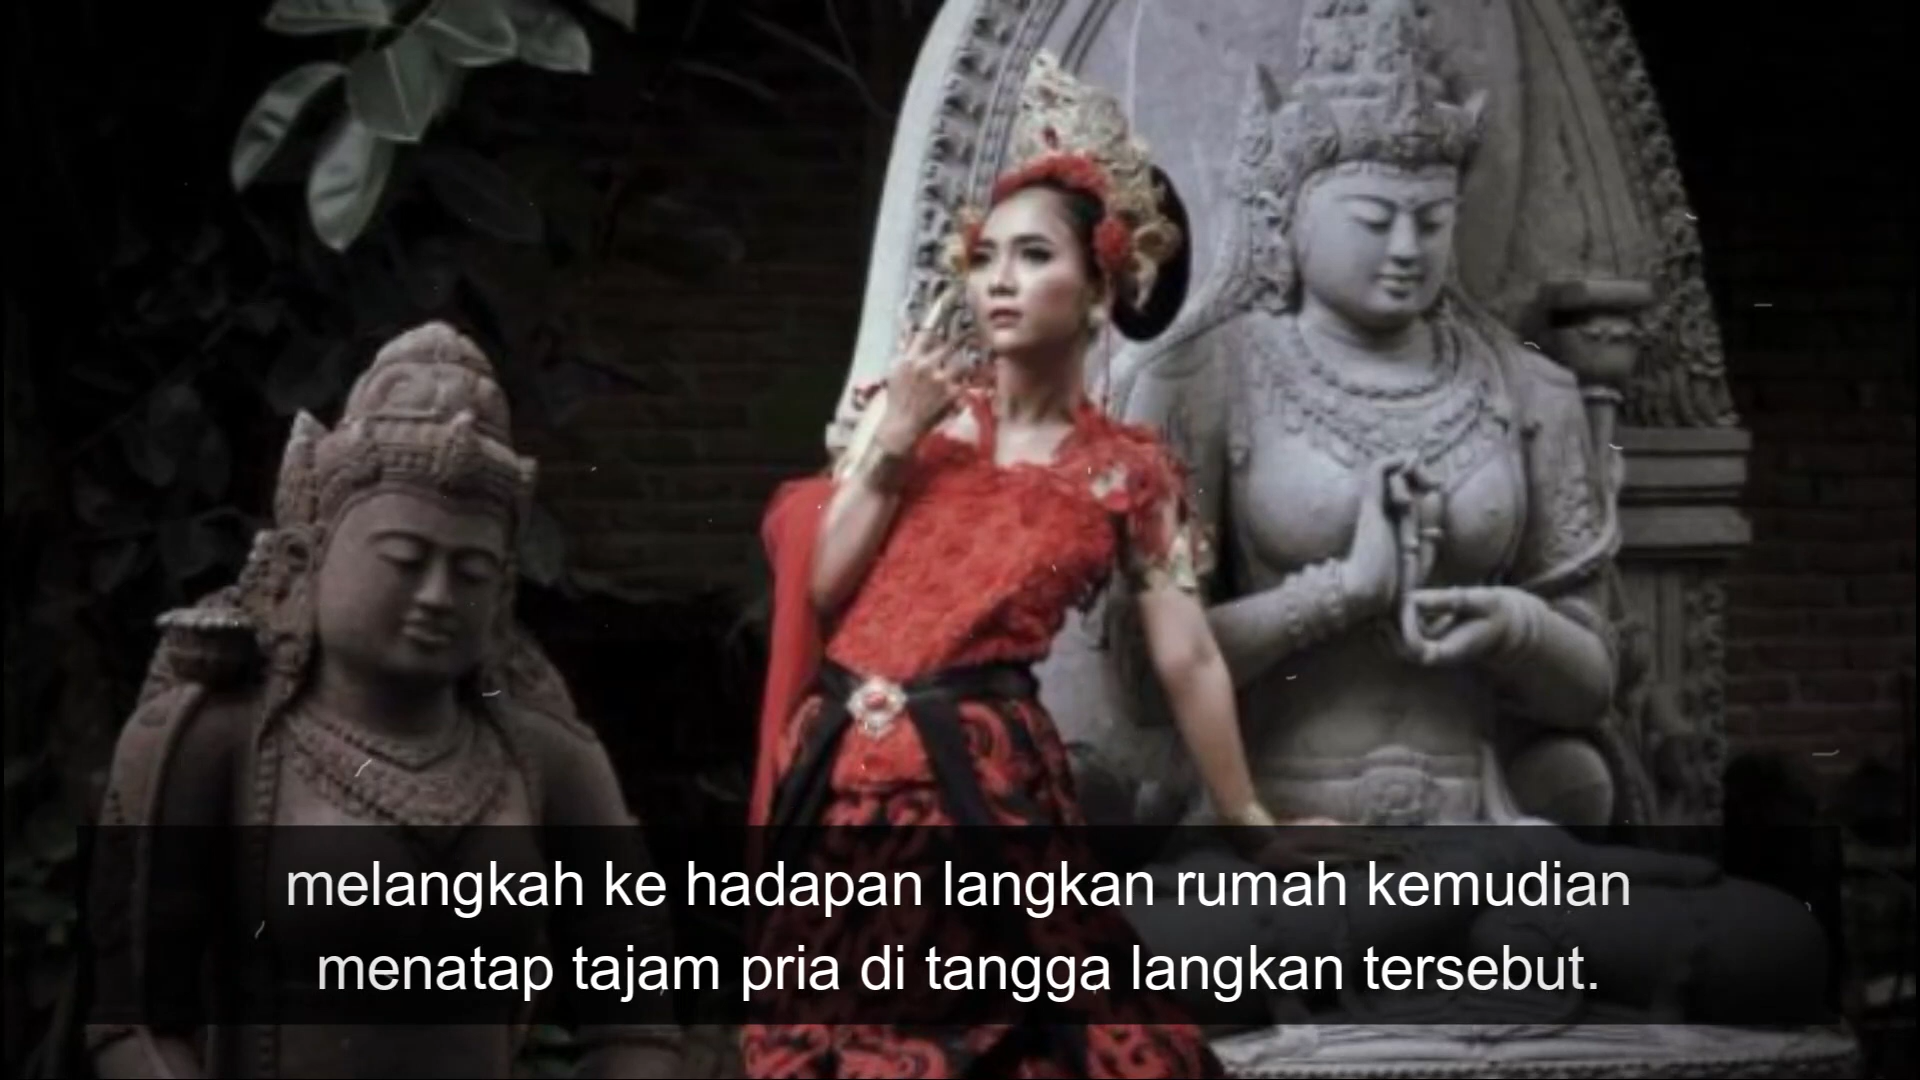 melangkah ke hadapan langkan rumah kemudian
menatap tajam pria di tangga langkan tersebut.